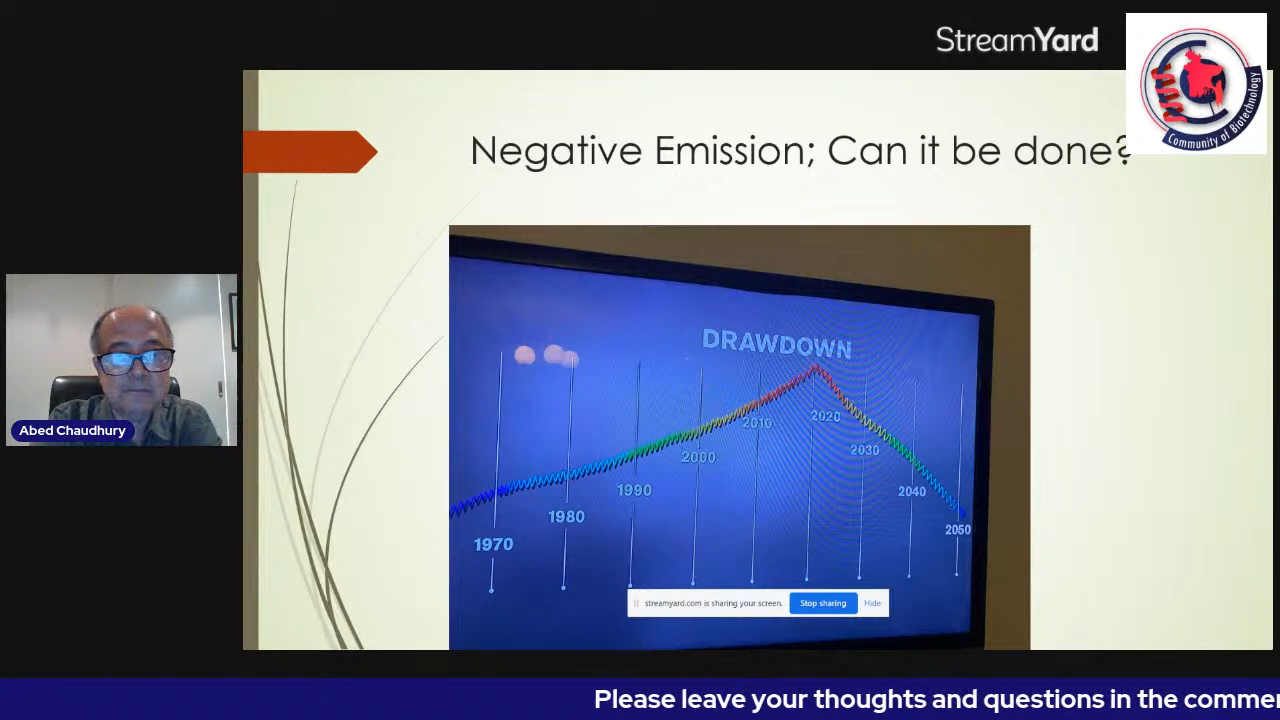 StreamYard
Community of Biotechnology
Negative Emission; Can it be done?
DRAWDOWN
1970
1980
1990
2000
2010
2020
2030
2040
2050
streamyard.com is sharing your screen.
Stop sharing
Hide
Abed Chaudhury
Please leave your thoughts and questions in the comme